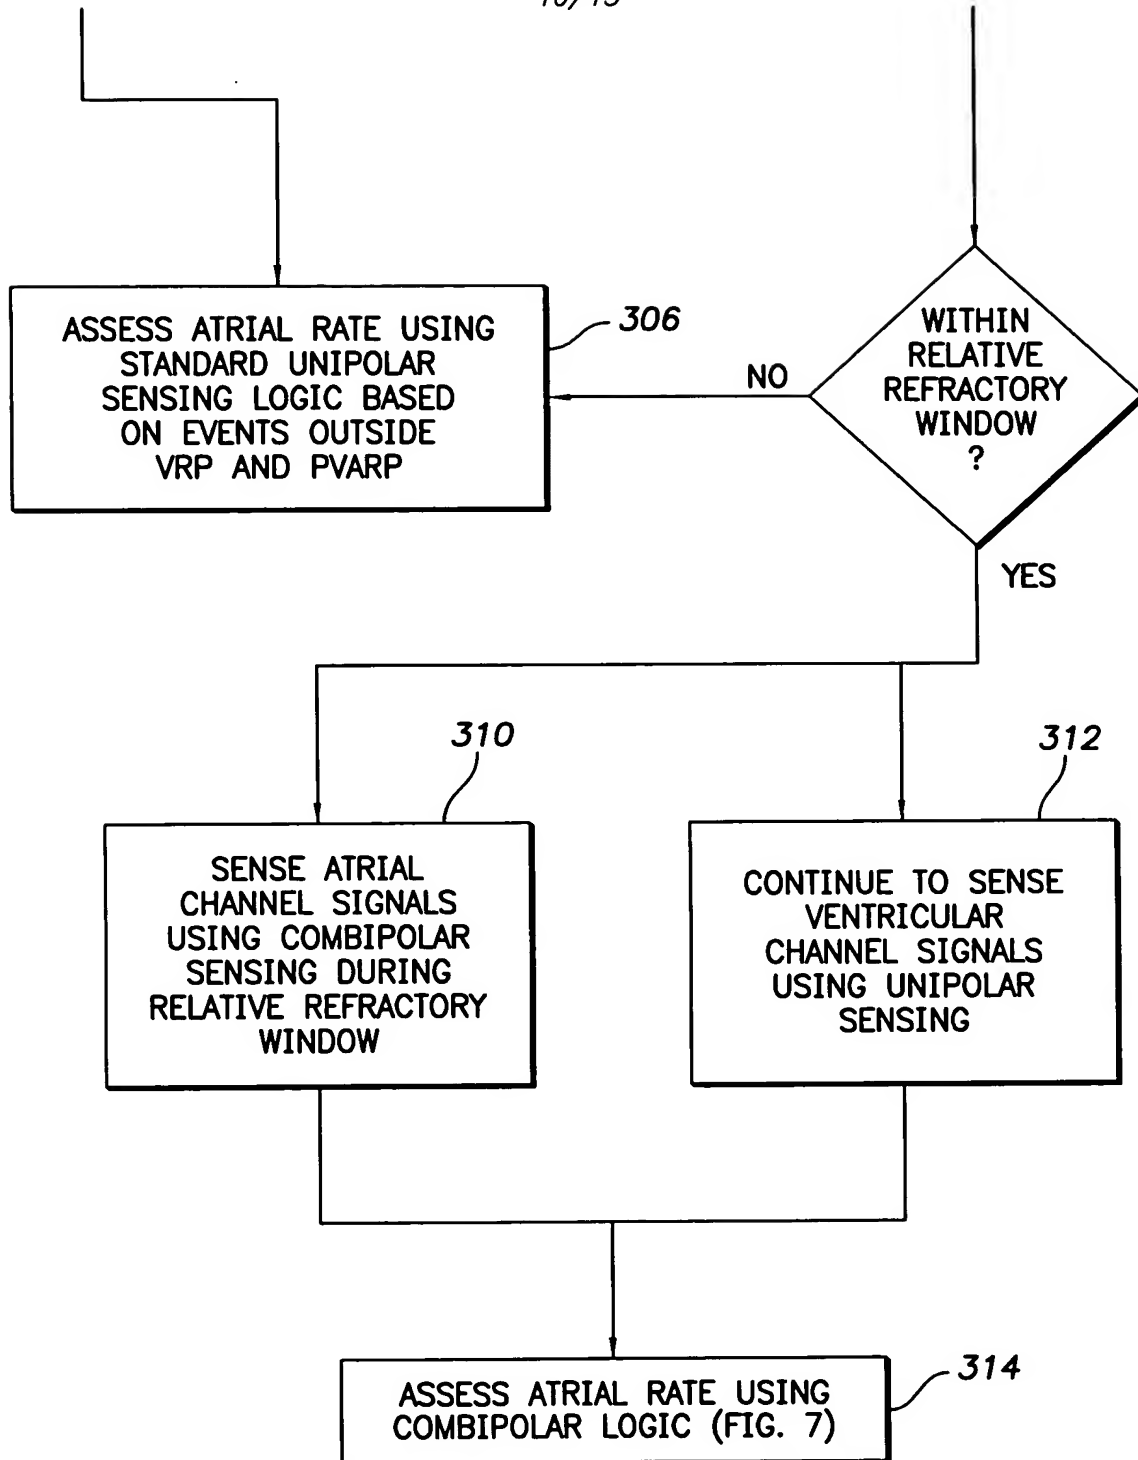 ASSESS ATRIAL RATE USING
STANDARD UNIPOLAR
SENSING LOGIC BASED
ON EVENTS OUTSIDE
VRP AND PVARP
306
NO
WITHIN
RELATIVE
REFRACTORY
WINDOW
?
YES
310
SENSE ATRIAL
CHANNEL SIGNALS
USING COMBIPOLAR
SENSING DURING
RELATIVE REFRACTORY
WINDOW
312
CONTINUE TO SENSE
VENTRICULAR
CHANNEL SIGNALS
USING UNIPOLAR
SENSING
314
ASSESS ATRIAL RATE USING
COMBIPOLAR LOGIC (FIG. 7)